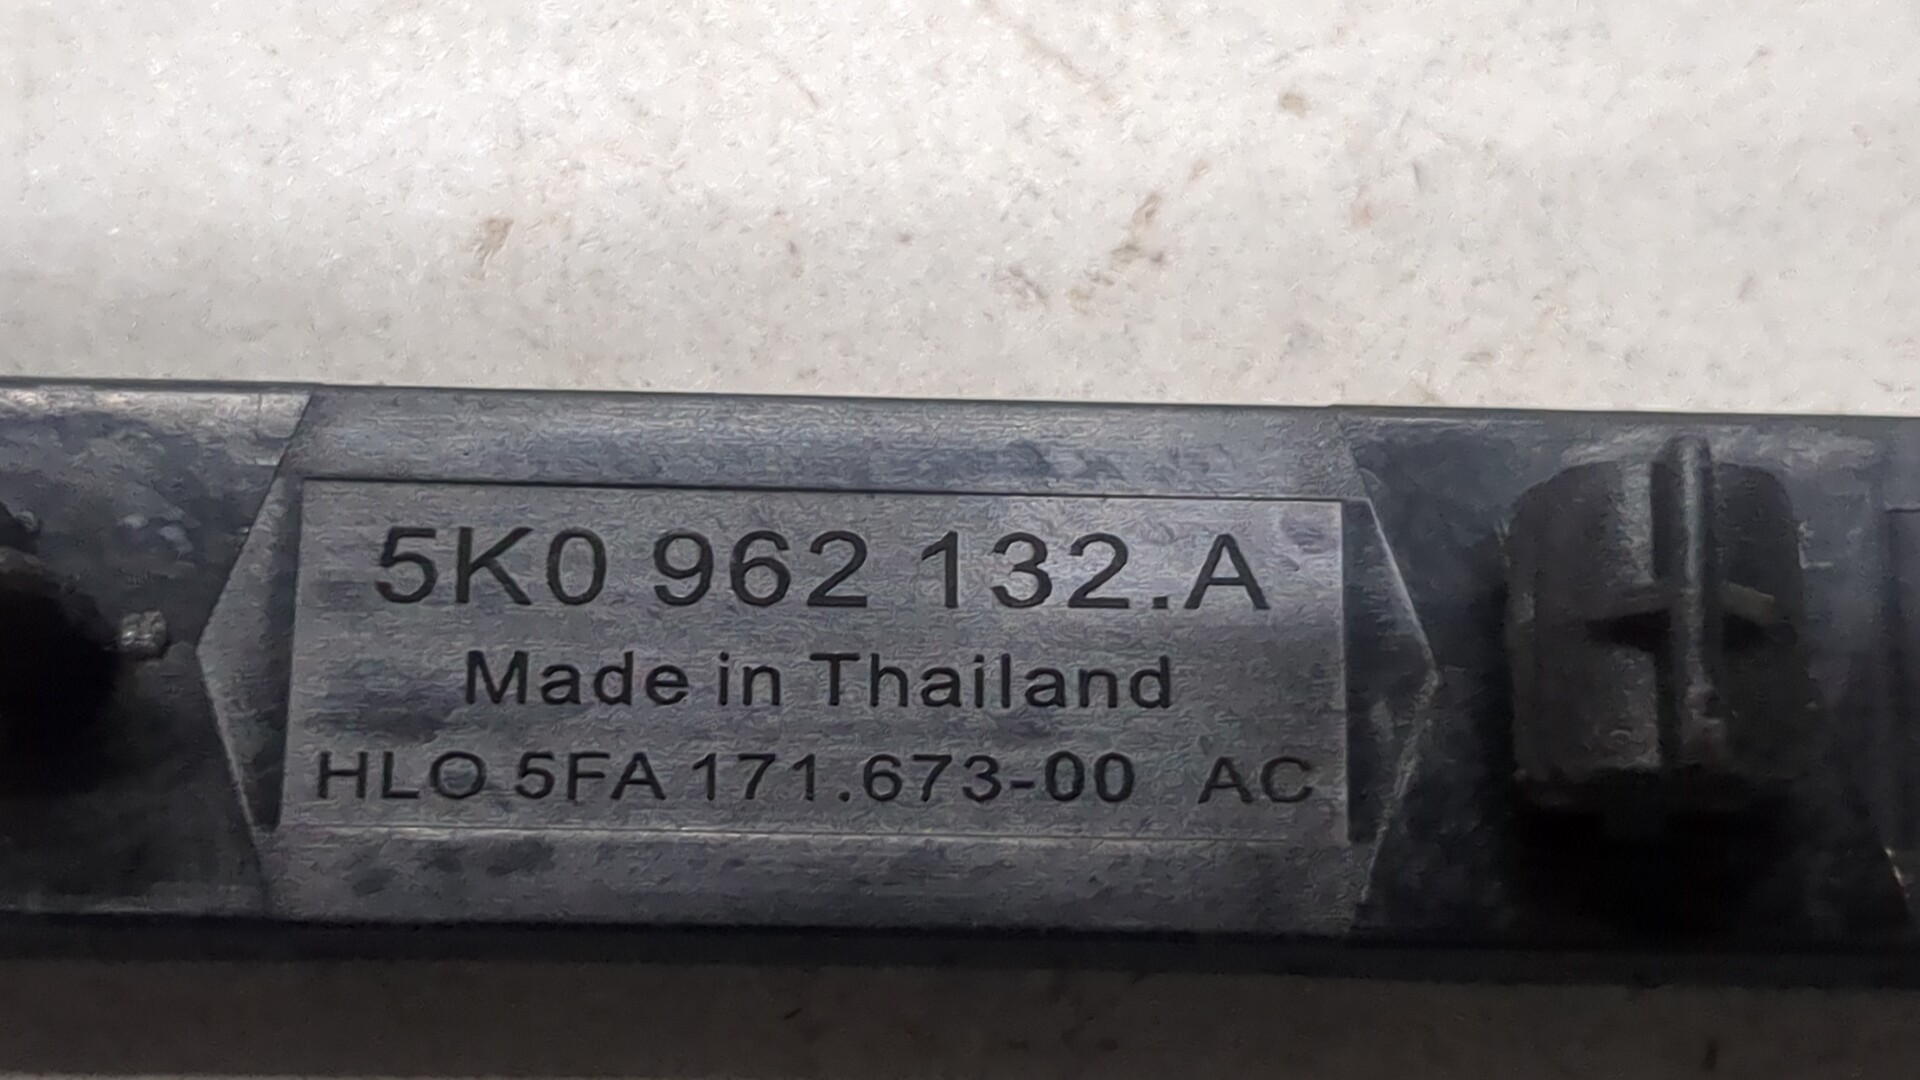 5K0 962 132.A
Made in Thailand
HLO 5FA 171.673-00 AC